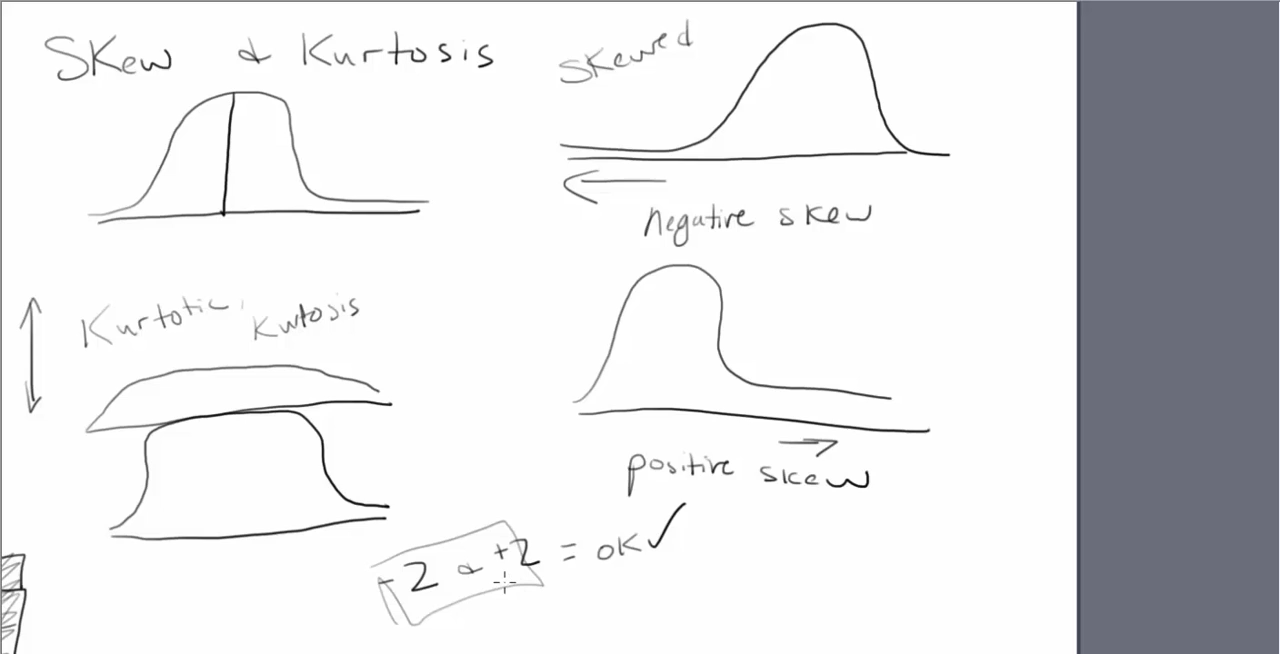 Skew & Kurtosis
Skewed
negative skew
Kurtotic, Kurtosis
positive skew
-2 & +2 = OK✓